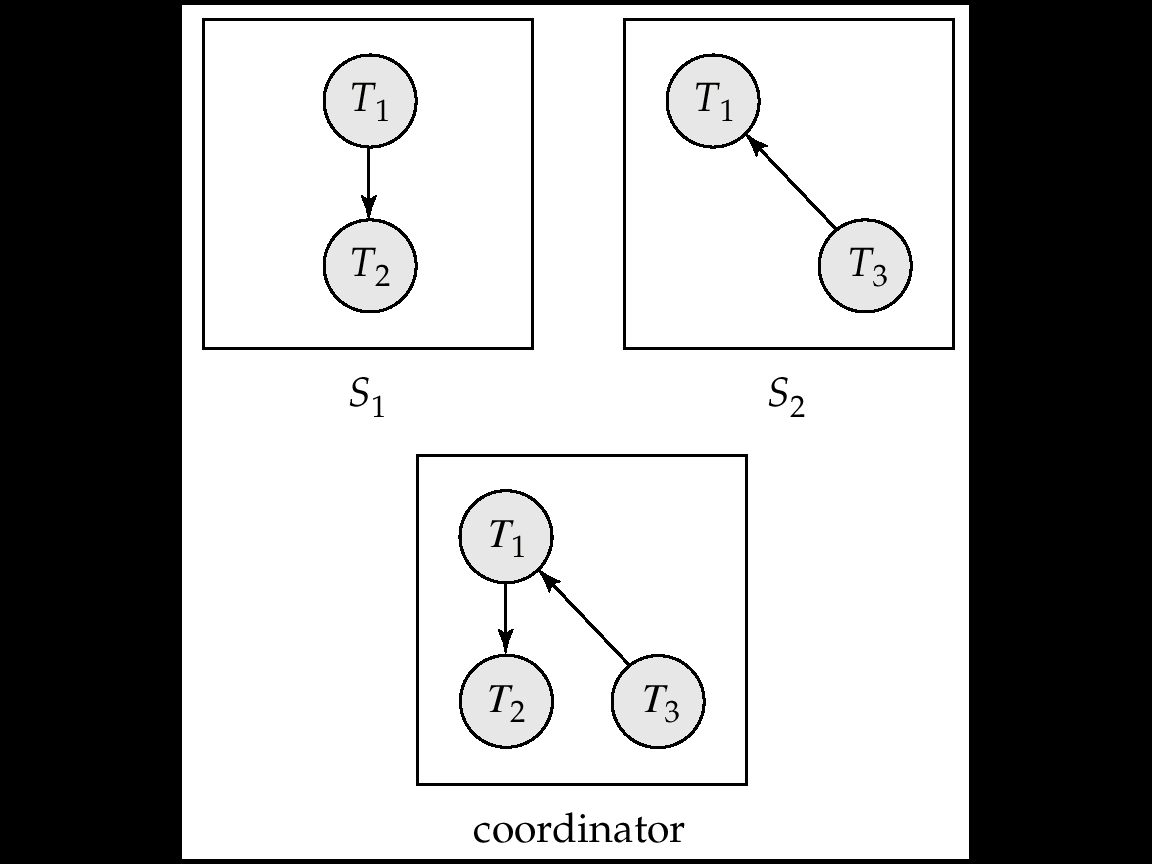 T₁ T₁
T₂ T₃
S₁ S₂
T₁
T₂ T₃
coordinator